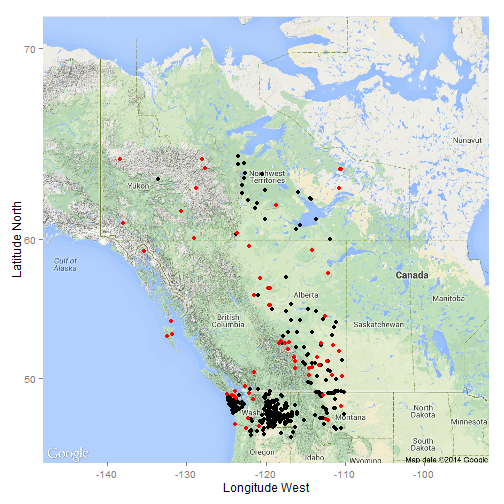 70
60
50
Latitude North
Nunavut
Northwest
Territories
Yukon
Gulf of
Alaska
Canada
Alberta
Manitoba
British
Columbia
Saskatchewan
Wash
Montana
North
Dakota
Minnesota
South
Dakota
Oregon
Idaho
Wyoming
Google
Map data ©2014 Google
-140
-130
-120
-110
-100
Longitude West